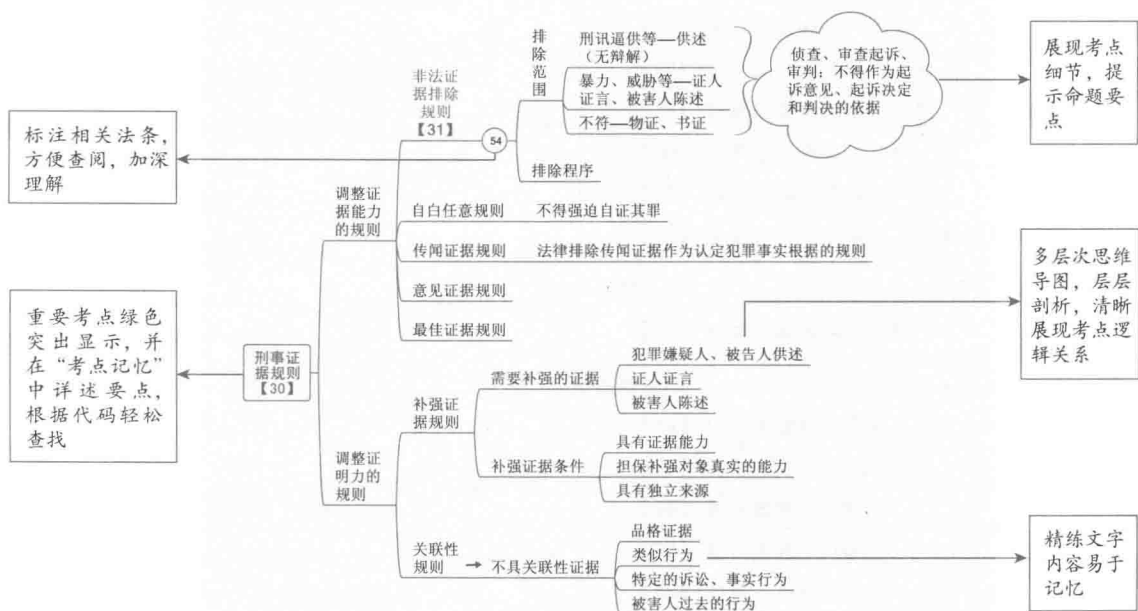 标注相关法条，
方便查阅，加深
理解
重要考点绿色
突出显示，并
在“考点记忆”
中详述要点，
根据代码轻松
查找
刑事证
据规则
【30】
调整证
据能力
的规则
非法证
据排除
规则
【31】
54
排
除
范
围
刑讯逼供等—供述
（无辩解）
暴力、威胁等—证人
证言、被害人陈述
不符—物证、书证
侦查、审查起诉、
审判：不得作为起
诉意见、起诉决定
和判决的依据
排除程序
自白任意规则
不得强迫自证其罪
传闻证据规则
法律排除传闻证据作为认定犯罪事实根据的规则
意见证据规则
最佳证据规则
调整证
明力的
规则
补强证
据规则
需要补强的证据
犯罪嫌疑人、被告人供述
证人证言
被害人陈述
补强证据条件
具有证据能力
担保补强对象真实的能力
具有独立来源
关联性
规则
不具关联性证据
品格证据
类似行为
特定的诉讼、事实行为
被害人过去的行为
展现考点
细节，提
示命题要
点
多层次思维
导图，层层
剖析，清晰
展现考点逻
辑关系
精练文字
内容易于
记忆